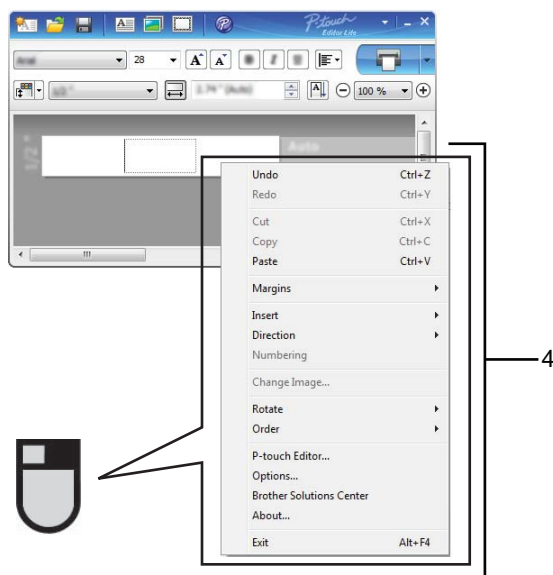 P-touch
Editor Lite
28
A A
100 %
Auto
Undo Ctrl+Z
Redo Ctrl+Y
Cut Ctrl+X
Copy Ctrl+C
Paste Ctrl+V
Margins
Insert
Direction
Numbering
Change Image...
Rotate
Order
P-touch Editor...
Options...
Brother Solutions Center
About...
Exit Alt+F4
4